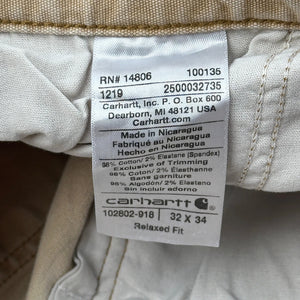 RN# 14806 100135
1219 2500032735
Carhartt, Inc. P.O. Box 600
Dearborn, MI 48121 USA
Carhartt.com
Made in Nicaragua
Fabriqué au Nicaragua
Hecho en Nicaragua
98% Cotton/ 2% Elastane (Spandex)
Exclusive of Trimming
98% Coton/ 2% Élasthanne
Sans garniture
98% Algodón/ 2% Elastano
Sin incluir adorno
carhartt
102802-918 32 X 34
Relaxed Fit